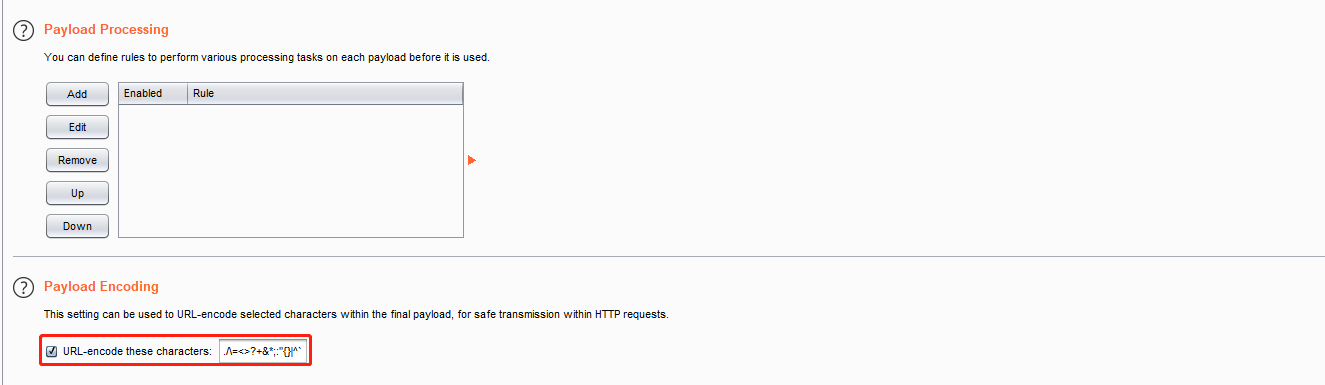 ? Payload Processing
You can define rules to perform various processing tasks on each payload before it is used.
Add
Enabled Rule
Edit
Remove
Up
Down
? Payload Encoding
This setting can be used to URL-encode selected characters within the final payload, for safe transmission within HTTP requests.
URL-encode these characters: ./\=<>?+&*;:"{}|^`